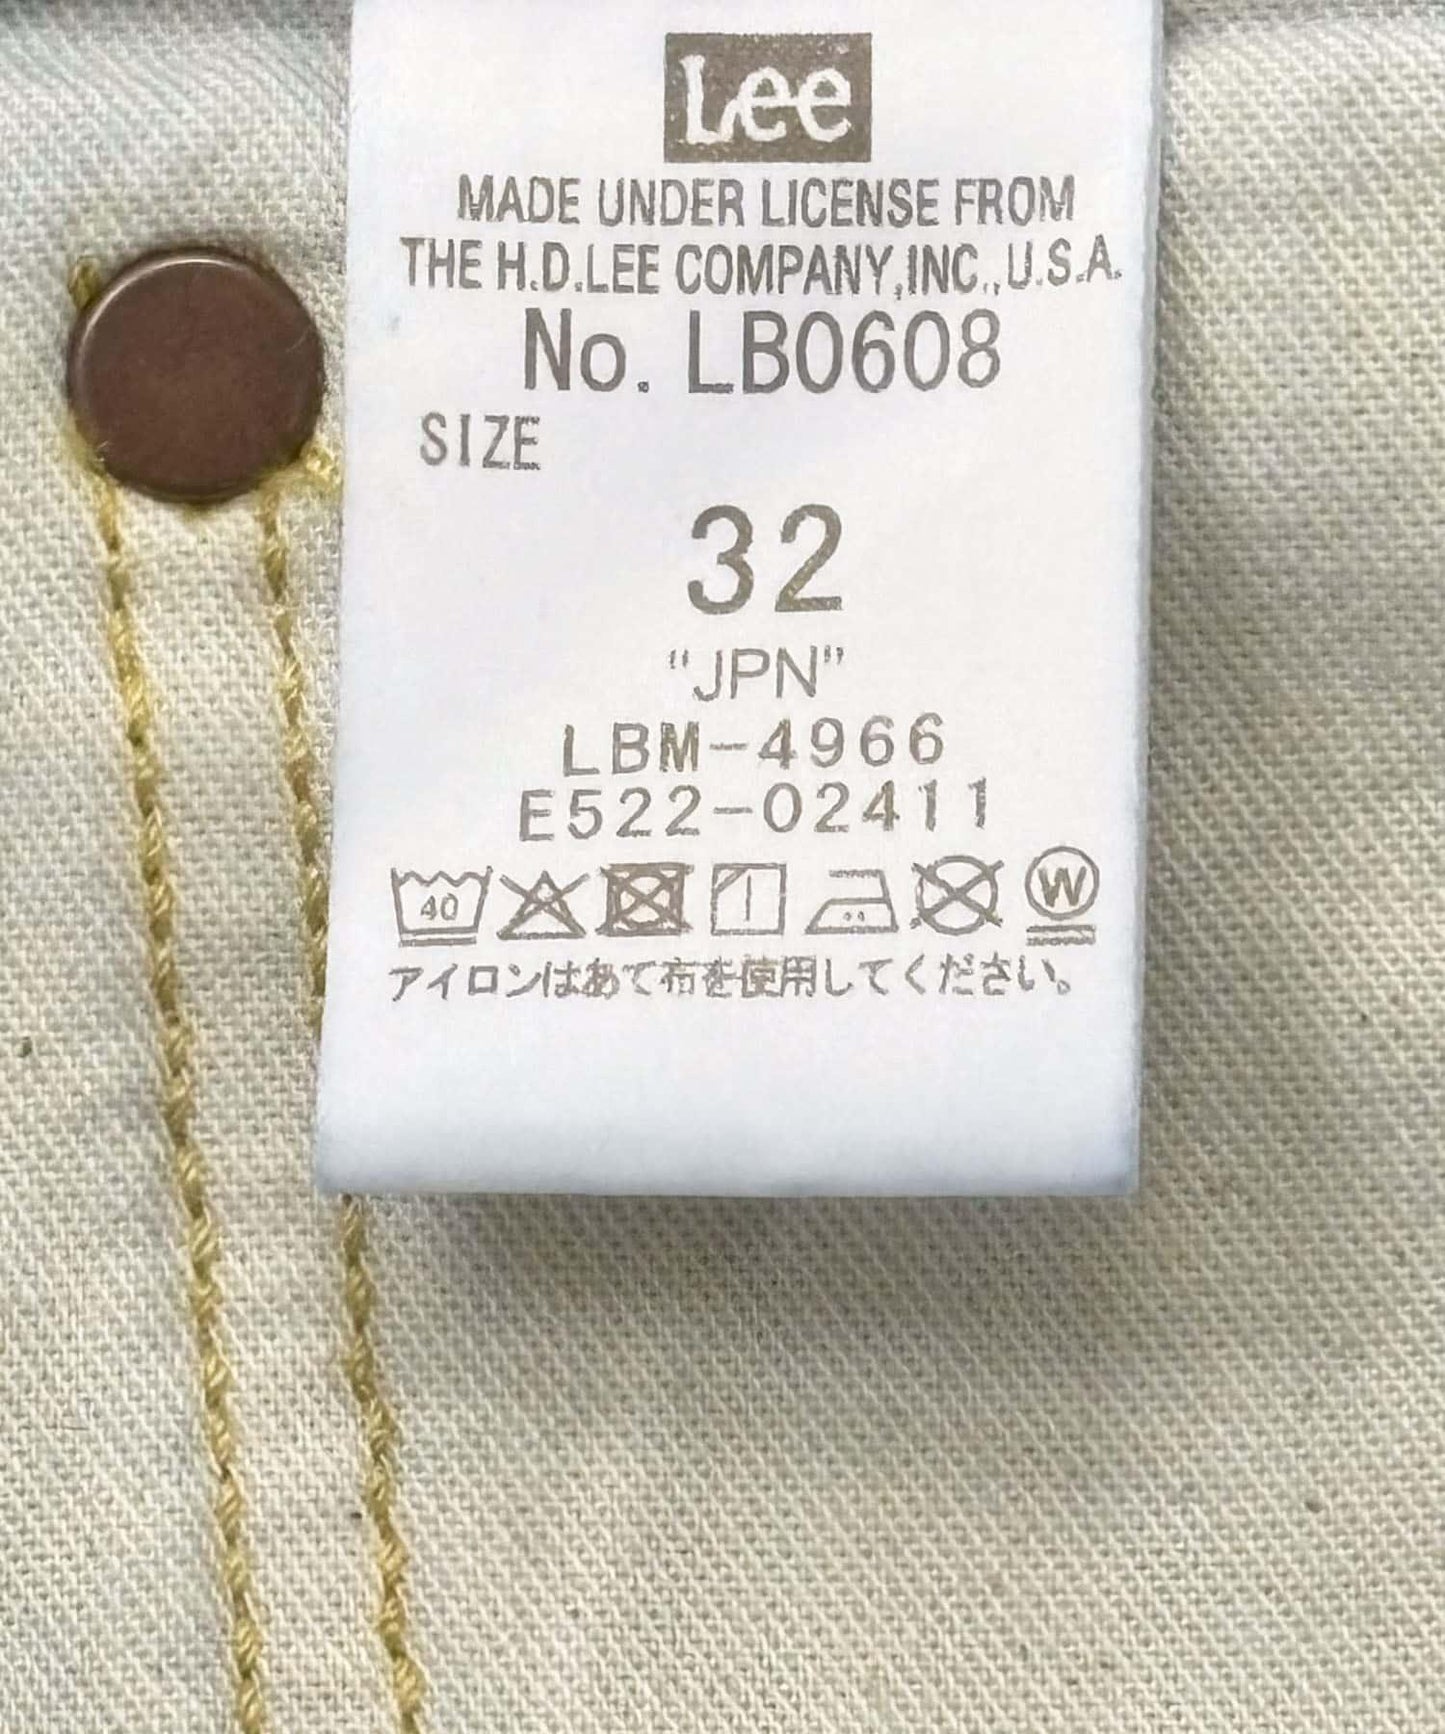 Lee
MADE UNDER LICENSE FROM
THE H.D.LEE COMPANY,INC.,U.S.A.
No. LB0608
SIZE
32
"JPN"
LBM-4966
E522-02411
40 W
アイロンはあて布を使用してください。